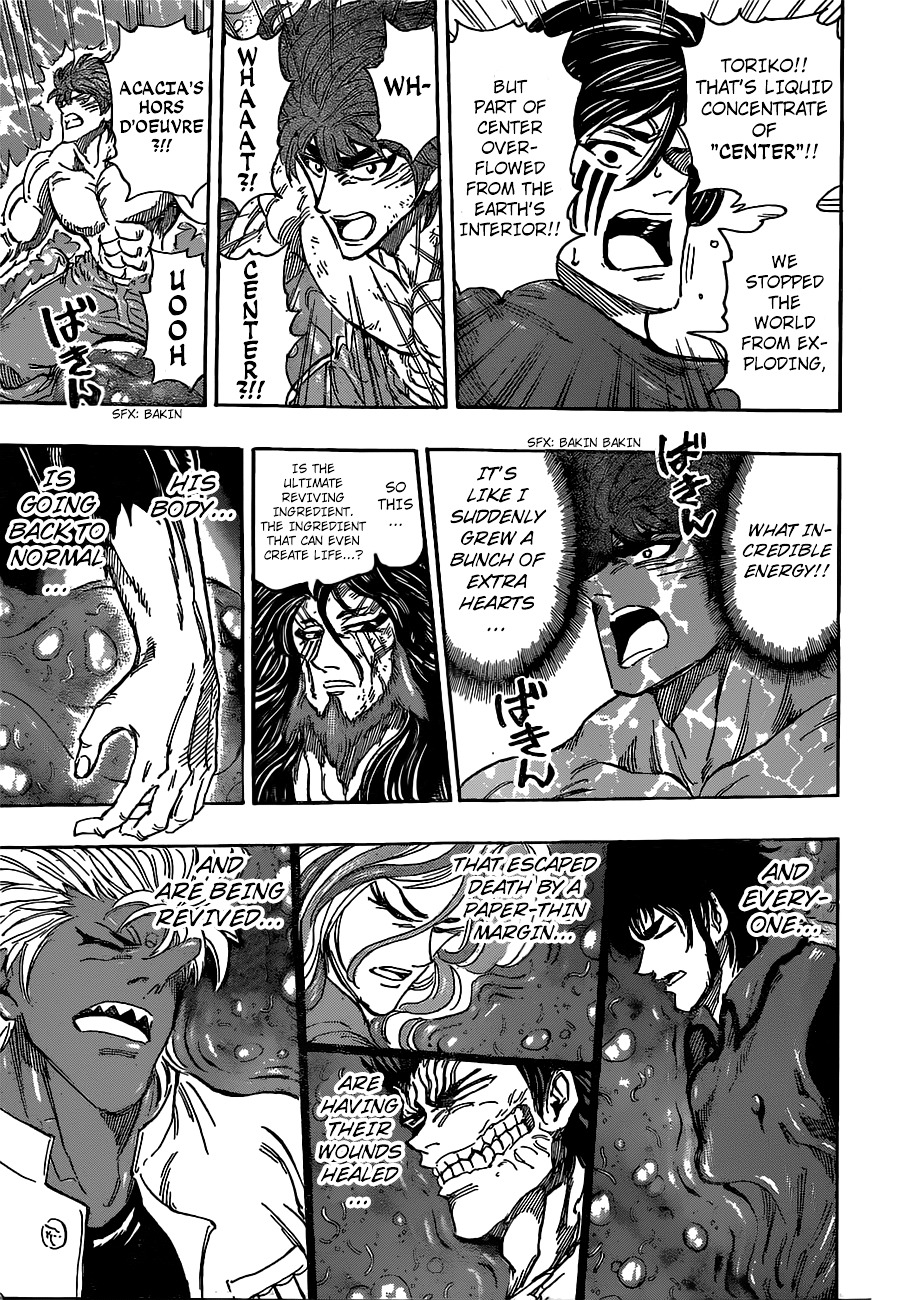 TORIKO!!
THAT'S LIQUID
CONCENTRATE
OF
"CENTER"!!
WE
STOPPED
THE
WORLD
FROM EX-
PLODING,
BUT
PART OF
CENTER
OVER-
FLOWED
FROM THE
EARTH'S
INTERIOR!!
WH-
WHAAAT?!
CENTER?!!!
ACACIA'S
HORS
D'OEUVRE
?!!
UOOH
ばきん
SFX: BAKIN
SFX: BAKIN BAKIN
ばきん
WHAT IN-
CREDIBLE
ENERGY!!
IT'S
LIKE I
SUDDENLY
GREW A
BUNCH OF
EXTRA
HEARTS
...
ばきん
SO
THIS
...
IS THE
ULTIMATE
REVIVING
INGREDIENT.
THE INGREDIENT
THAT CAN EVEN
CREATE LIFE...?
HIS
BODY...
IS
GOING
BACK TO
NORMAL
...
AND
EVERY-
ONE...
THAT ESCAPED
DEATH BY A
PAPER-THIN
MARGIN...
ARE
HAVING
THEIR
WOUNDS
HEALED
...
AND
ARE BEING
REVIVED...